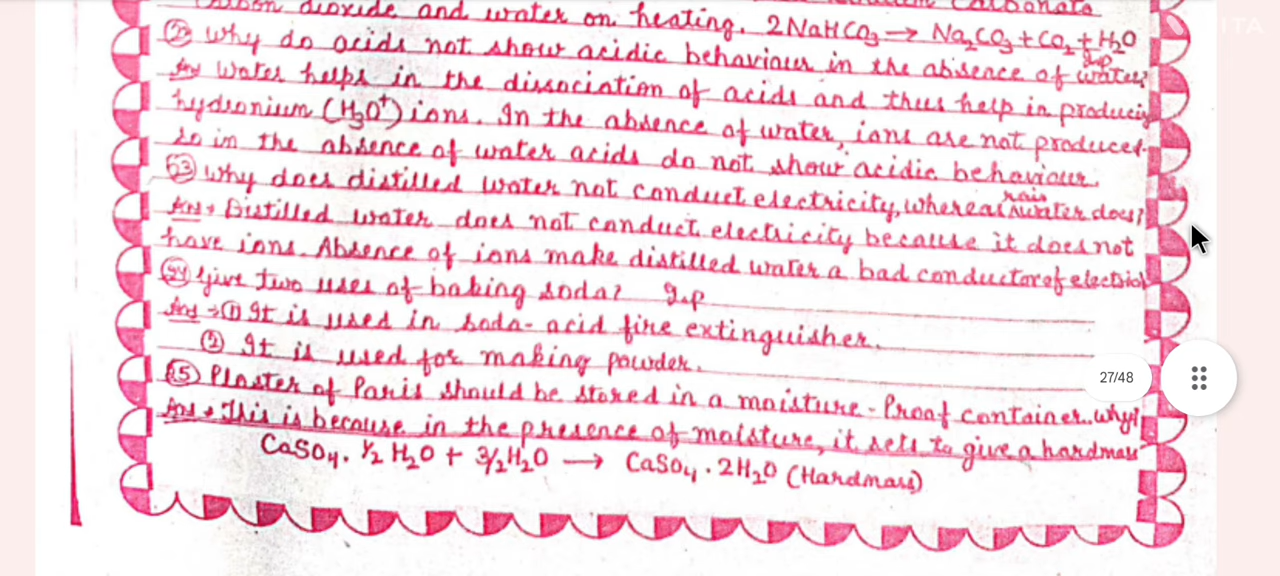 Carbon dioxide and water on heating. 2NaHCO₃ → Na₂CO₃ + CO₂ + H₂O
Why do acids not show acidic behaviour in the absence of water?
Ans Water helps in the dissociation of acids and thus help in producing
hydronium (H₃O⁺) ions. In the absence of water, ions are not produced.
so in the absence of water acids do not show acidic behaviour.
Why does distilled water not conduct electricity, whereas rain water does?
Ans → Distilled water does not conduct electricity because it does not
have ions. Absence of ions make distilled water a bad conductor of electricity
Give two uses of baking soda?
Ans → ① It is used in soda-acid fire extinguisher.
② It is used for making powder.
Plaster of Paris should be stored in a moisture-Proof container. why?
Ans → This is because in the presence of moisture, it sets to give a hardmass
CaSO₄. ½ H₂O + 3/2 H₂O → CaSO₄ . 2H₂O (Hardmass)
27/48